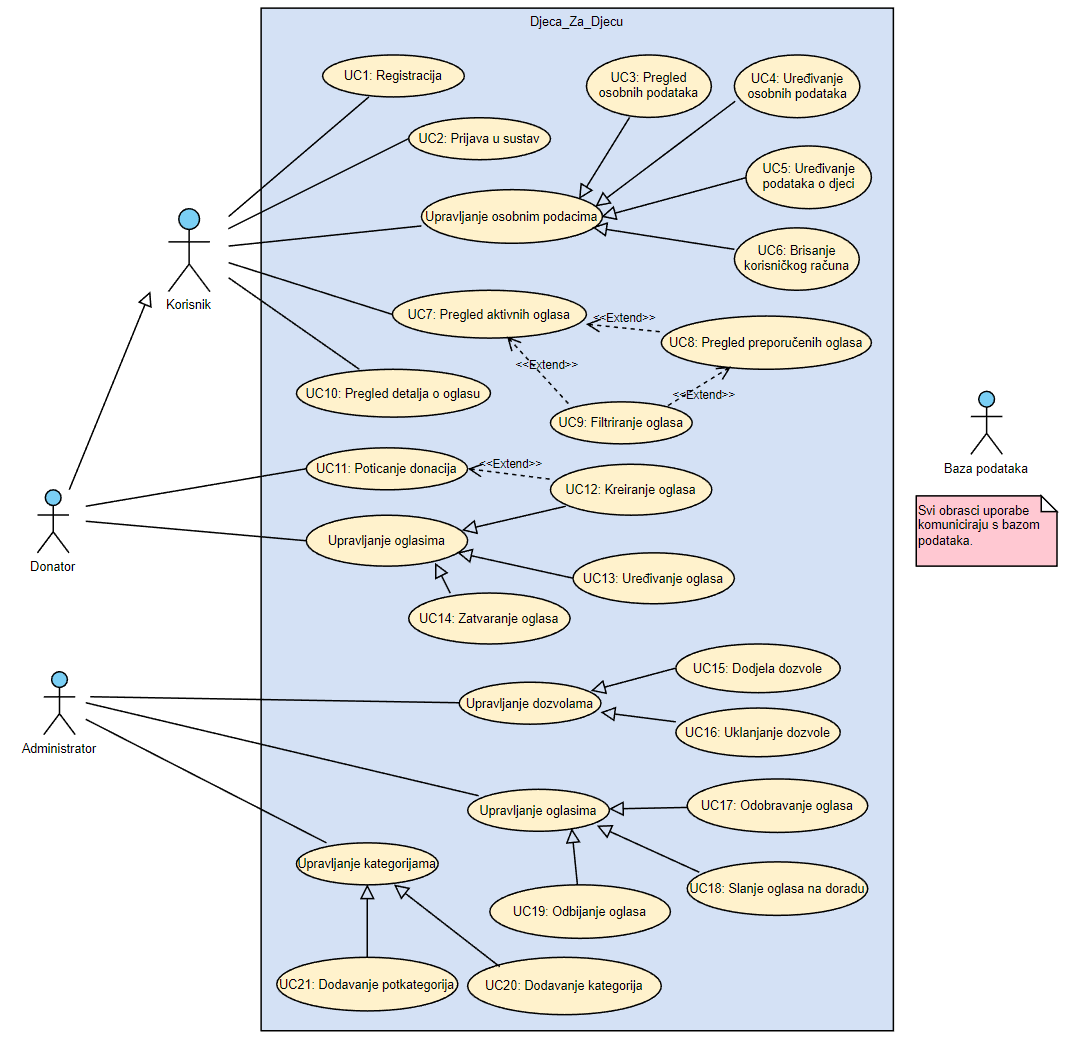 Djeca_Za_Djecu
UC1: Registracija
UC2: Prijava u sustav
UC3: Pregled
osobnih podataka
UC4: Uređivanje
osobnih podataka
UC5: Uređivanje
podataka o djeci
Upravljanje osobnim podacima
UC6: Brisanje
korisničkog računa
Korisnik
UC7: Pregled aktivnih oglasa
<<Extend>>
UC8: Pregled preporučenih oglasa
<<Extend>>
<<Extend>>
UC10: Pregled detalja o oglasu
UC9: Filtriranje oglasa
Baza podataka
Svi obrasci uporabe
komuniciraju s bazom
podataka.
UC11: Poticanje donacija
<<Extend>>
UC12: Kreiranje oglasa
Donator
Upravljanje oglasima
UC13: Uređivanje oglasa
UC14: Zatvaranje oglasa
Administrator
UC15: Dodjela dozvole
Upravljanje dozvolama
UC16: Uklanjanje dozvole
Upravljanje oglasima
UC17: Odobravanje oglasa
Upravljanje kategorijama
UC18: Slanje oglasa na doradu
UC19: Odbijanje oglasa
UC21: Dodavanje potkategorija
UC20: Dodavanje kategorija